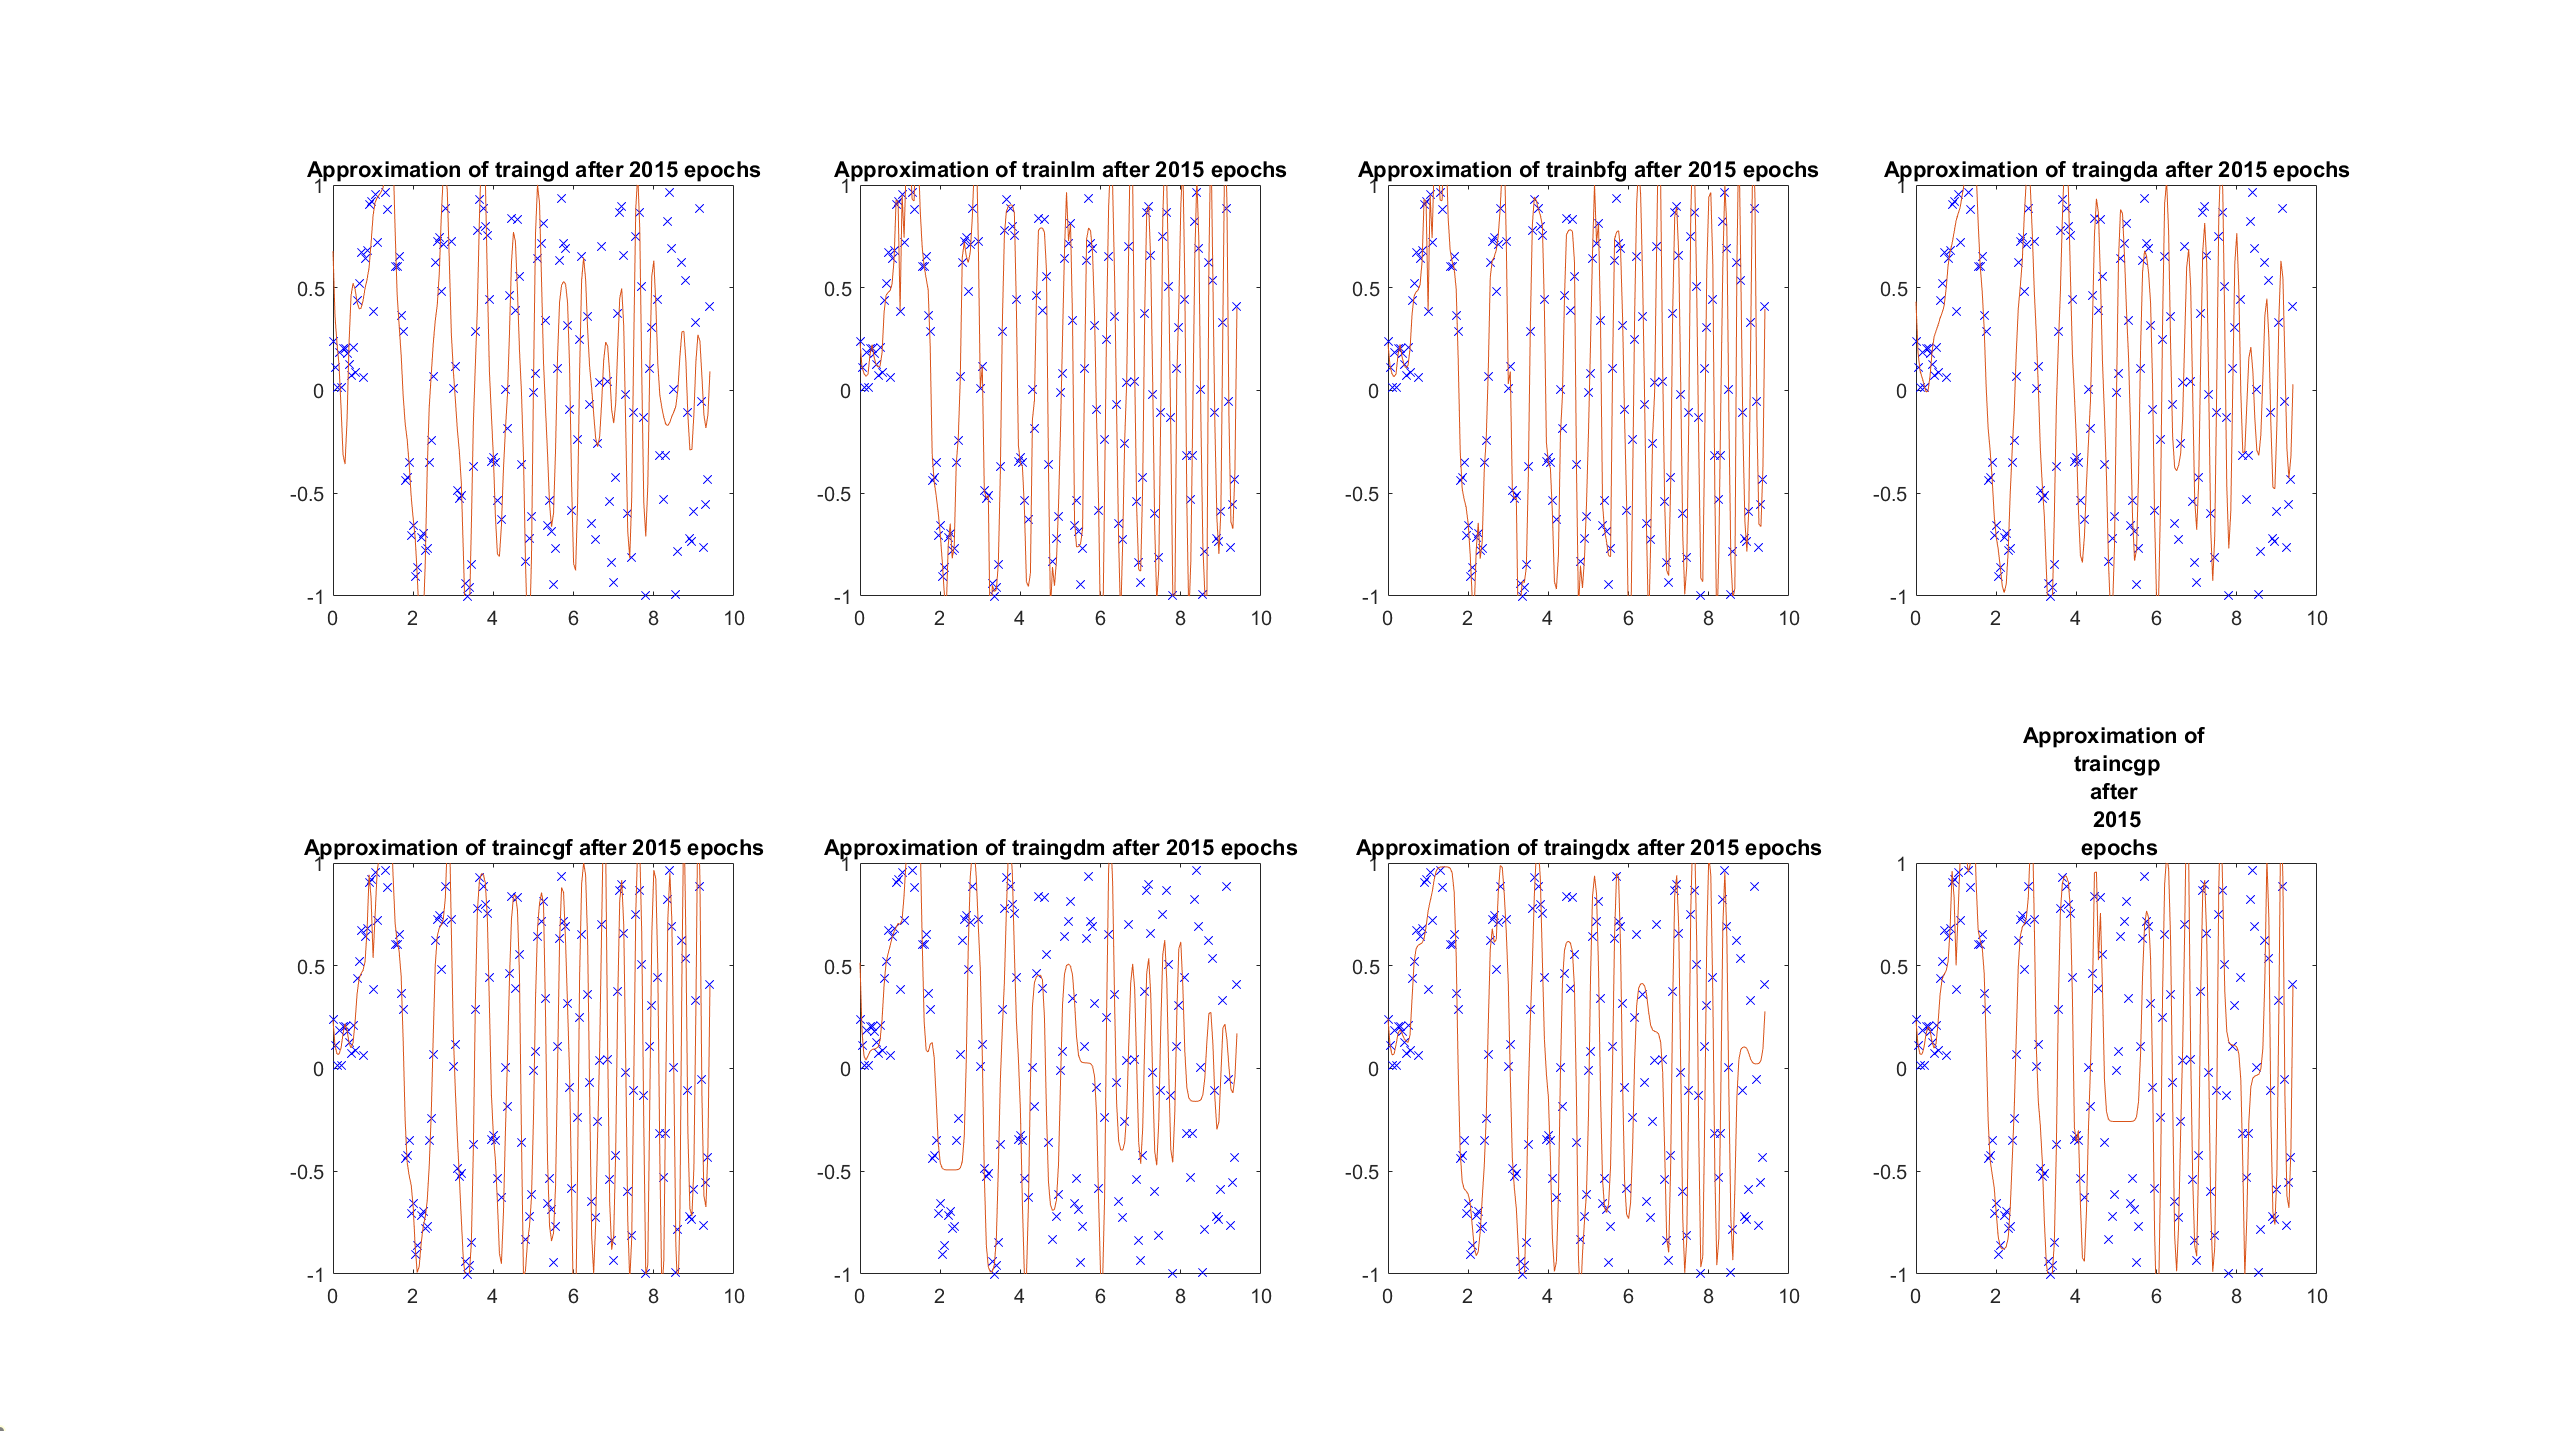 Approximation of traingd after 2015 epochs
1
0.5
0
-0.5
-1
0 2 4 6 8 10
Approximation of trainlm after 2015 epochs
1
0.5
0
-0.5
-1
0 2 4 6 8 10
Approximation of trainbfg after 2015 epochs
1
0.5
0
-0.5
-1
0 2 4 6 8 10
Approximation of traingda after 2015 epochs
1
0.5
0
-0.5
-1
0 2 4 6 8 10
Approximation of traincgf after 2015 epochs
1
0.5
0
-0.5
-1
0 2 4 6 8 10
Approximation of traingdm after 2015 epochs
1
0.5
0
-0.5
-1
0 2 4 6 8 10
Approximation of traingdx after 2015 epochs
1
0.5
0
-0.5
-1
0 2 4 6 8 10
Approximation of
traincgp
after
2015
epochs
1
0.5
0
-0.5
-1
0 2 4 6 8 10